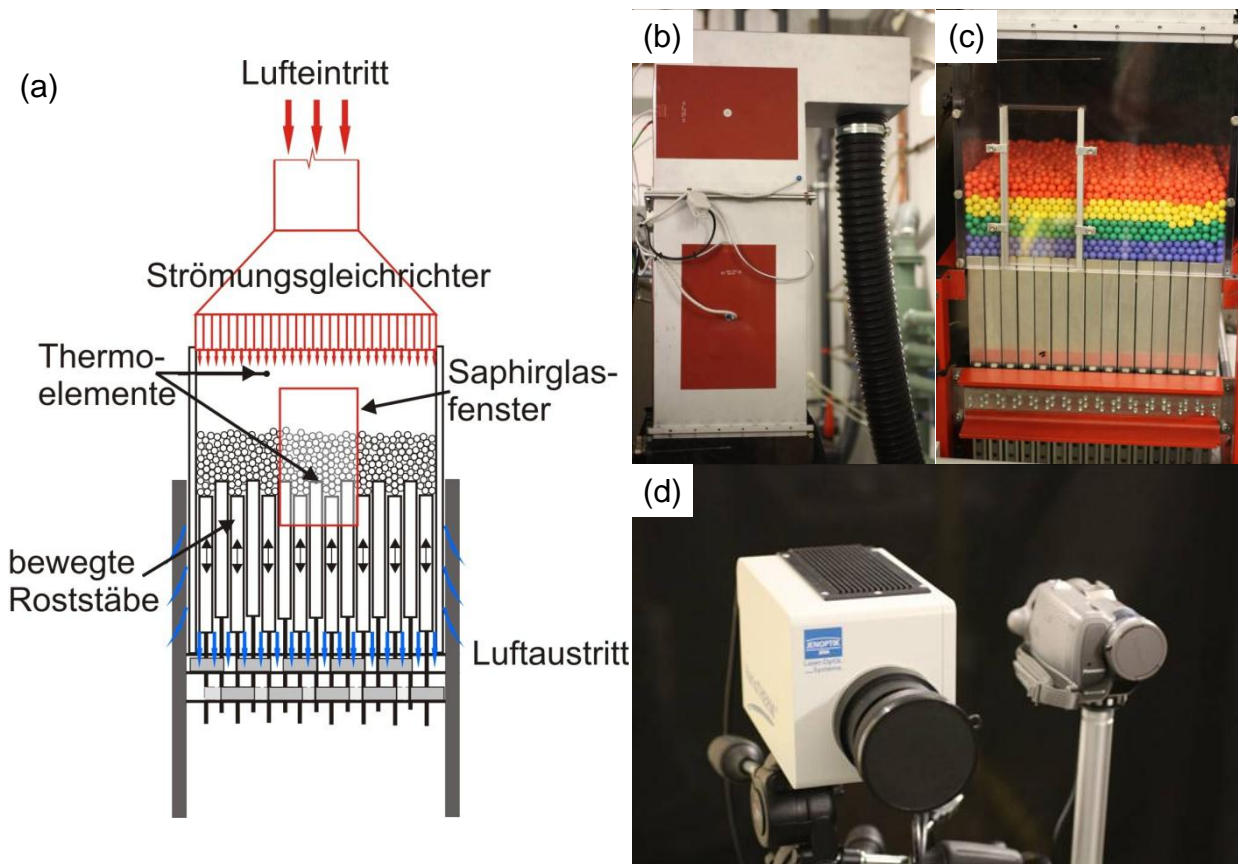 (a)
Lufteintritt
Strömungsgleichrichter
Thermo-
elemente
Saphirglas-
fenster
bewegte
Roststäbe
Luftaustritt
(b)
(c)
(d)
JENOPTIK
Laser.Optik.
Systeme.